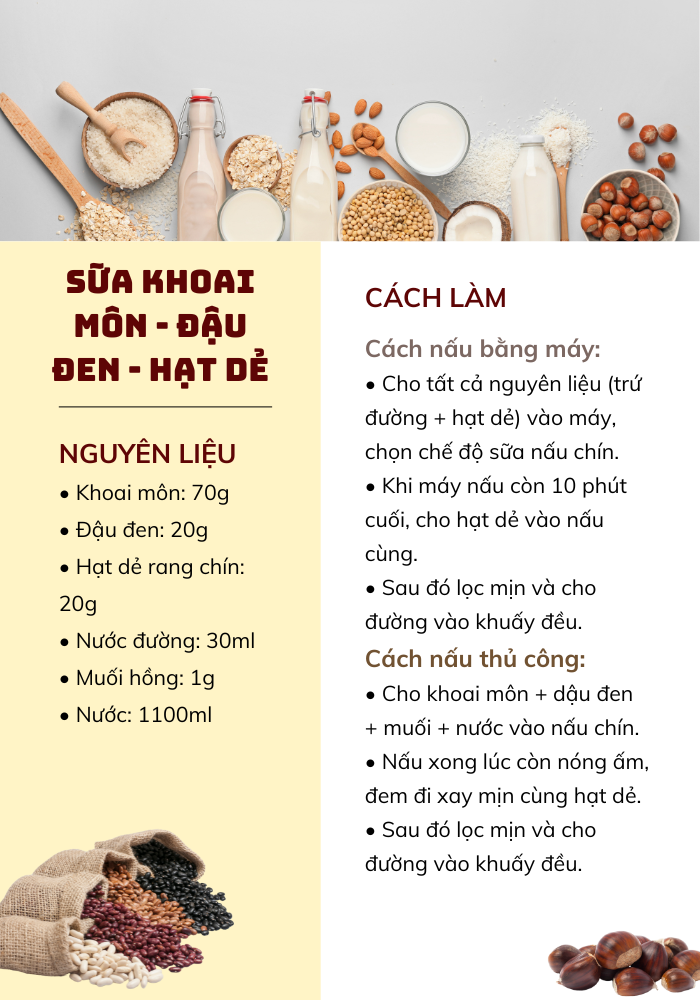 SỮA KHOAI
MÔN - ĐẬU
ĐEN - HẠT DẺ
NGUYÊN LIỆU
• Khoai môn: 70g
• Đậu đen: 20g
• Hạt dẻ rang chín:
20g
• Nước đường: 30ml
• Muối hồng: 1g
• Nước: 1100ml
CÁCH LÀM
Cách nấu bằng máy:
• Cho tất cả nguyên liệu (trứ
đường + hạt dẻ) vào máy,
chọn chế độ sữa nấu chín.
• Khi máy nấu còn 10 phút
cuối, cho hạt dẻ vào nấu
cùng.
• Sau đó lọc mịn và cho
đường vào khuấy đều.
Cách nấu thủ công:
• Cho khoai môn + dậu đen
+ muối + nước vào nấu chín.
• Nấu xong lúc còn nóng ấm,
đem đi xay mịn cùng hạt dẻ.
• Sau đó lọc mịn và cho
đường vào khuấy đều.